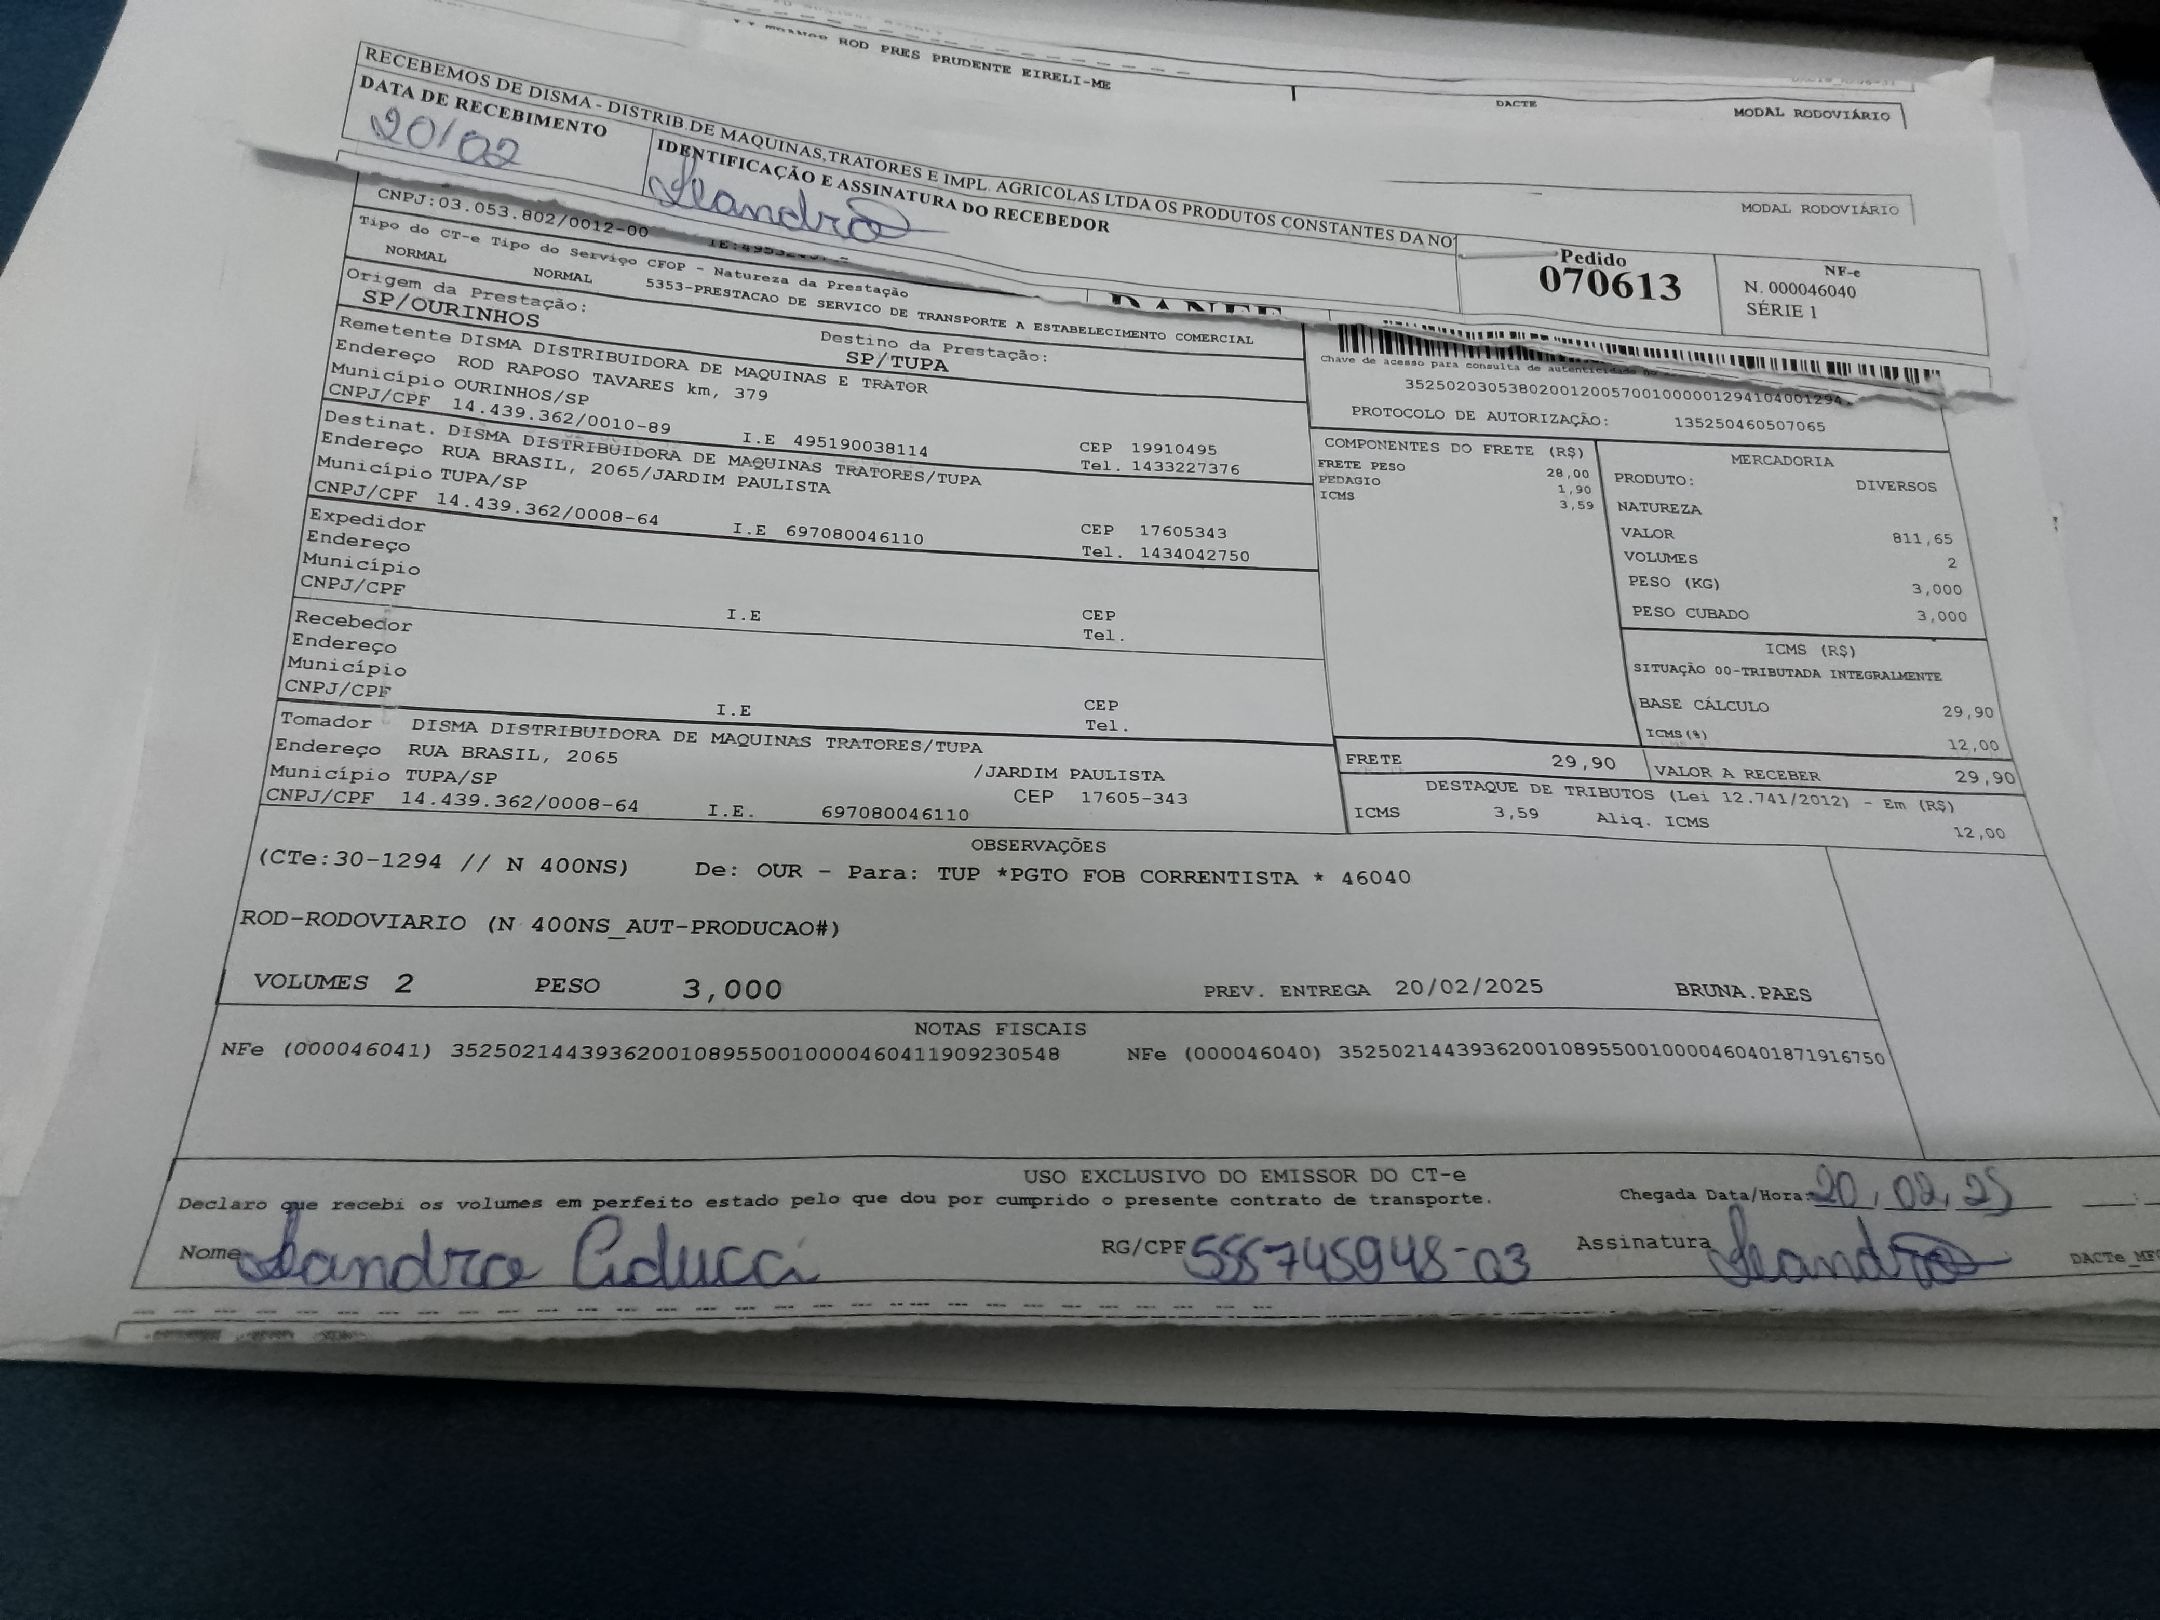 ROD PRES PRUDENTE EIRELI-ME
DACTE
MODAL RODOVIÁRIO
RECEBEMOS DE DISMA - DISTRIB.DE MAQUINAS,TRATORES E IMPL. AGRICOLAS LTDA OS PRODUTOS CONSTANTES DA NO
DATA DE RECEBIMENTO
20/02
IDENTIFICAÇÃO E ASSINATURA DO RECEBEDOR
MODAL RODOVIÁRIO
Pedido
070613
NF-e
N. 000046040
SÉRIE 1
CNPJ:03.053.802/0012-00
Tipo do CT-e Tipo do Serviço CFOP - Natureza da Prestação
NORMAL NORMAL 5353-PRESTACAO DE SERVICO DE TRANSPORTE A ESTABELECIMENTO COMERCIAL
Origem da Prestação: Destino da Prestação:
SP/OURINHOS SP/TUPA
Remetente DISMA DISTRIBUIDORA DE MAQUINAS E TRATOR
Endereço ROD RAPOSO TAVARES km, 379
Município OURINHOS/SP CEP 19910495
CNPJ/CPF 14.439.362/0010-89 I.E 495190038114 Tel. 1433227376
Destinat. DISMA DISTRIBUIDORA DE MAQUINAS TRATORES/TUPA
Endereço RUA BRASIL, 2065/JARDIM PAULISTA
Município TUPA/SP CEP 17605343
CNPJ/CPF 14.439.362/0008-64 I.E 697080046110 Tel. 1434042750
Expedidor
Endereço
Município CEP
CNPJ/CPF I.E Tel.
Recebedor
Endereço
Município CEP
CNPJ/CPF I.E Tel.
Tomador DISMA DISTRIBUIDORA DE MAQUINAS TRATORES/TUPA
Endereço RUA BRASIL, 2065 /JARDIM PAULISTA
Município TUPA/SP CEP 17605-343
CNPJ/CPF 14.439.362/0008-64 I.E. 697080046110
Chave de acesso para consulta de autenticidade no
PROTOCOLO DE AUTORIZAÇÃO: 135250460507065
COMPONENTES DO FRETE (R$)
FRETE PESO 28,00
PEDAGIO 1,90
ICMS 3,59
MERCADORIA
PRODUTO: DIVERSOS
NATUREZA
VALOR 811,65
VOLUMES 2
PESO (KG) 3,000
PESO CUBADO 3,000
ICMS (R$)
SITUAÇÃO 00-TRIBUTADA INTEGRALMENTE
BASE CÁLCULO 29,90
ICMS(%) 12,00
FRETE 29,90 VALOR A RECEBER 29,90
DESTAQUE DE TRIBUTOS (Lei 12.741/2012) - Em (R$)
ICMS 3,59 Aliq. ICMS 12,00
OBSERVAÇÕES
(CTe:30-1294 // N 400NS) De: OUR - Para: TUP *PGTO FOB CORRENTISTA * 46040
ROD-RODOVIARIO (N 400NS_AUT-PRODUCAO#)
VOLUMES 2 PESO 3,000 PREV. ENTREGA 20/02/2025 BRUNA.PAES
NOTAS FISCAIS
NFe (000046041) 35250214439362001089550010000460411909230548 NFe (000046040) 35250214439362001089550010000460401871916750
USO EXCLUSIVO DO EMISSOR DO CT-e
Declaro que recebi os volumes em perfeito estado pelo que dou por cumprido o presente contrato de transporte. Chegada Data/Hora: 20, 02, 25
Nome RG/CPF 555745948-03 Assinatura